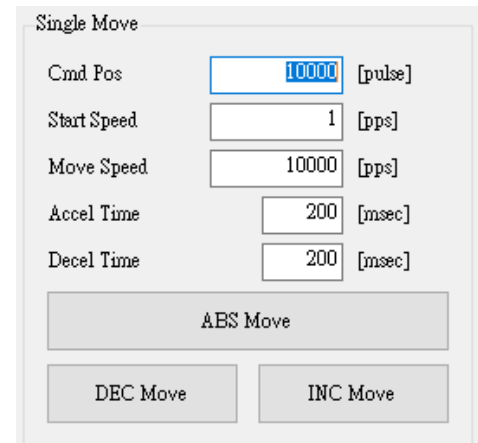 Single Move
Cmd Pos 10000 [pulse]
Start Speed 1 [pps]
Move Speed 10000 [pps]
Accel Time 200 [msec]
Decel Time 200 [msec]
ABS Move
DEC Move INC Move